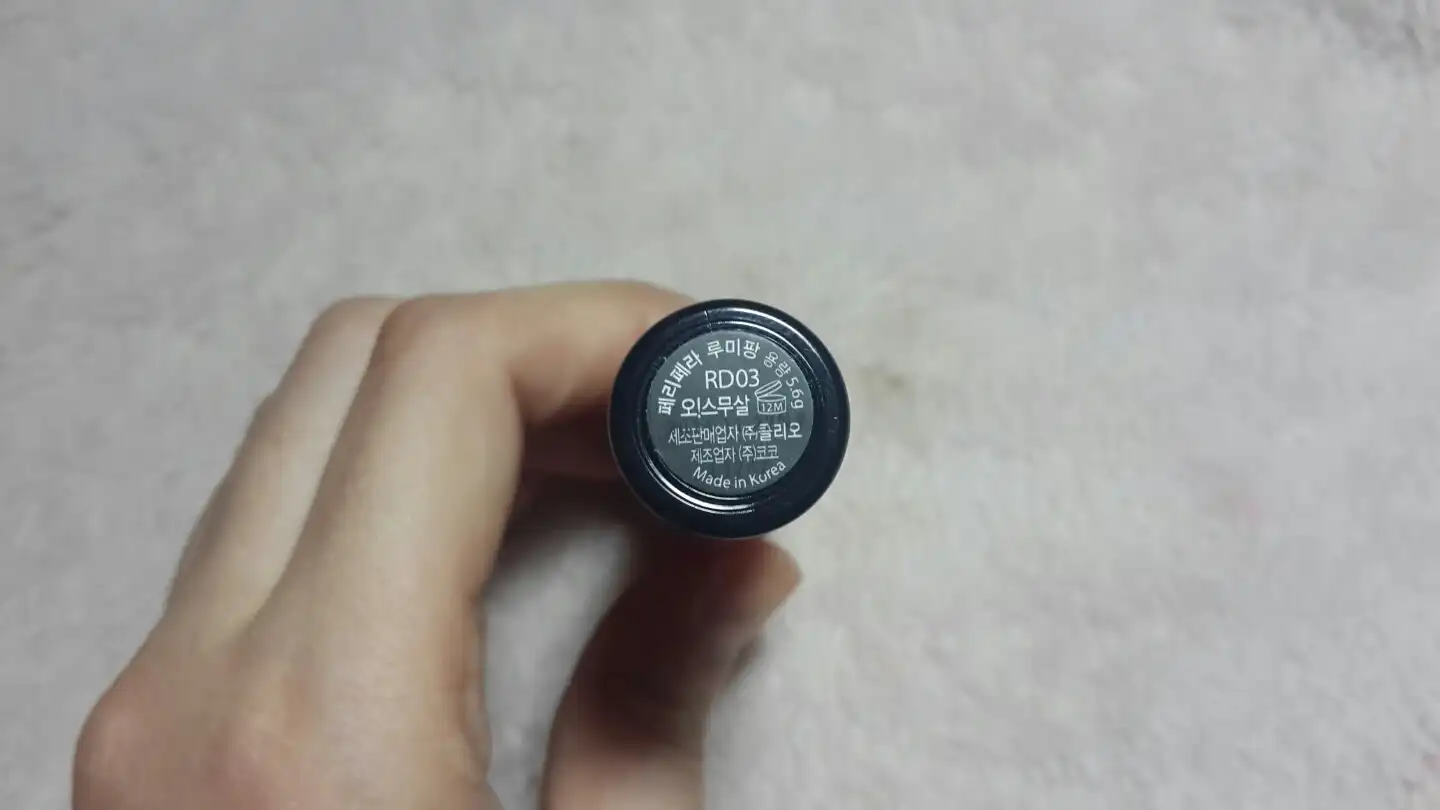 페리페라 루미팡 용량 5.6g
RD03
오!스무살
12M
제조판매업자 (주)클리오
제조업자 (주)코코
Made in Korea